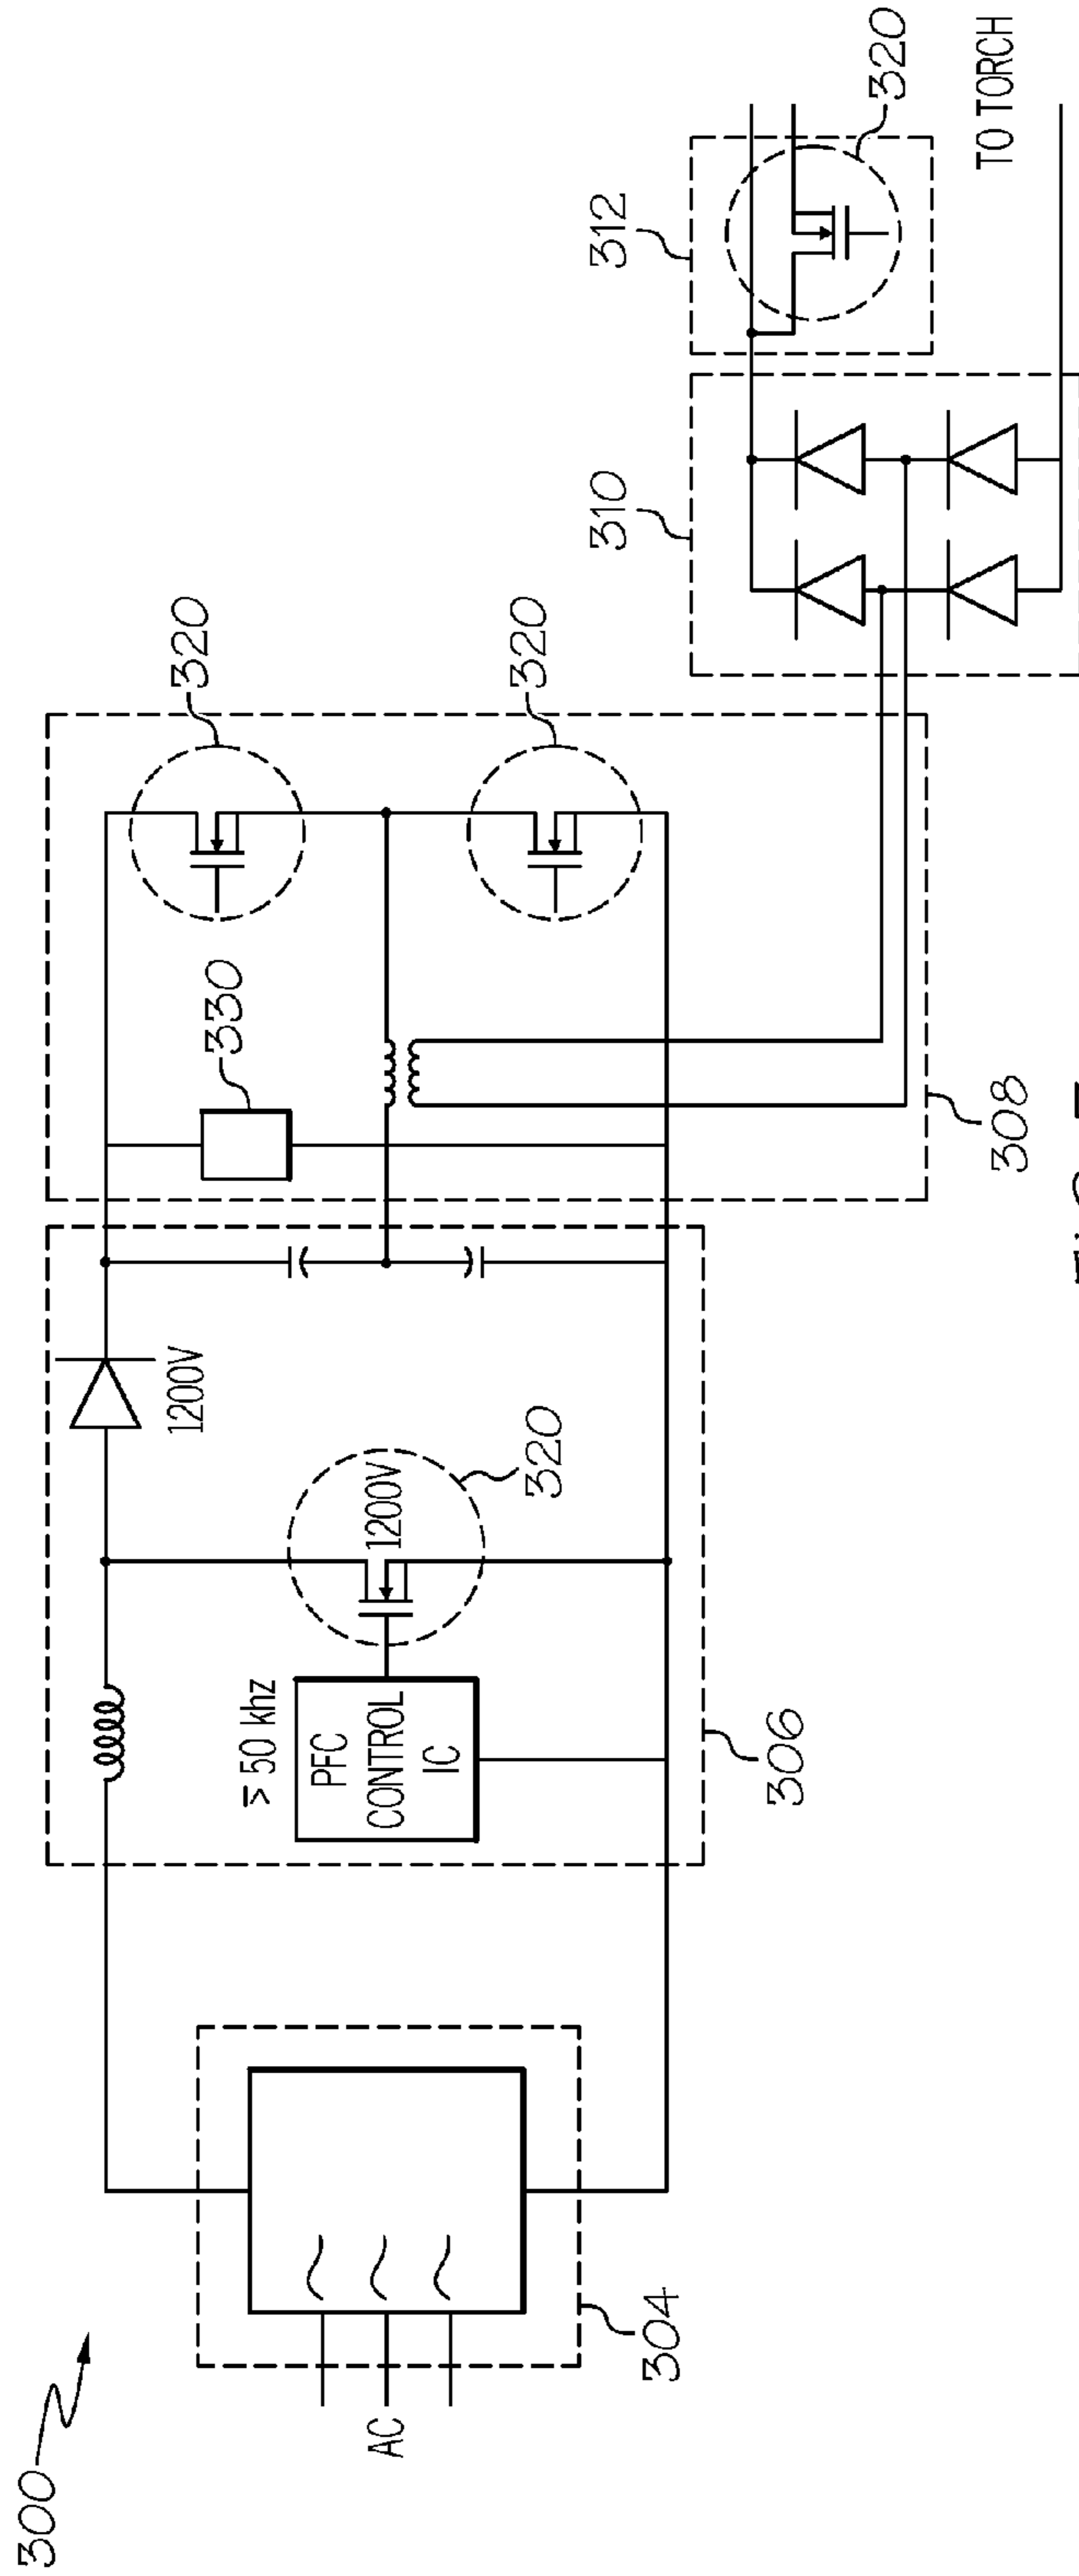 300
AC
304
306
≥ 50 khz
PFC
CONTROL
IC
1200V
320
1200V
308
330
320
320
310
312
320
TO TORCH